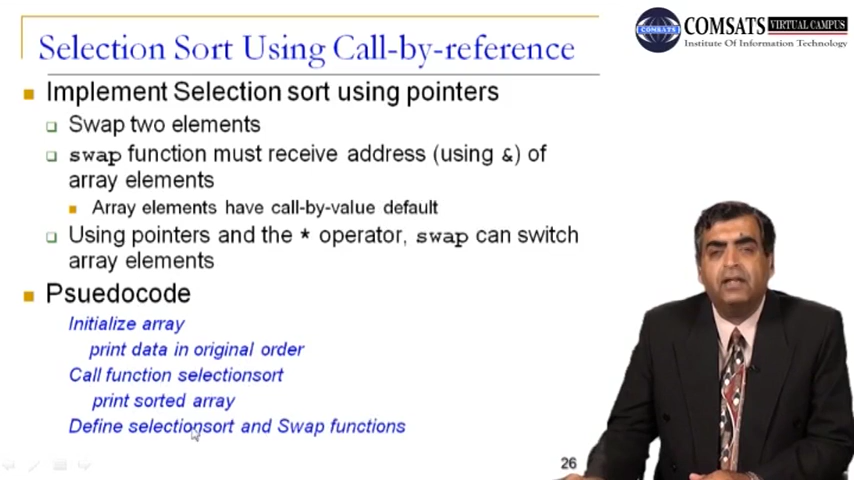 Selection Sort Using Call-by-reference
COMSATS VIRTUAL CAMPUS
COMSATS
Institute Of Information Technology
Implement Selection sort using pointers
Swap two elements
swap function must receive address (using &) of
array elements
Array elements have call-by-value default
Using pointers and the * operator, swap can switch
array elements
Psuedocode
Initialize array
print data in original order
Call function selectionsort
print sorted array
Define selectionsort and Swap functions
26